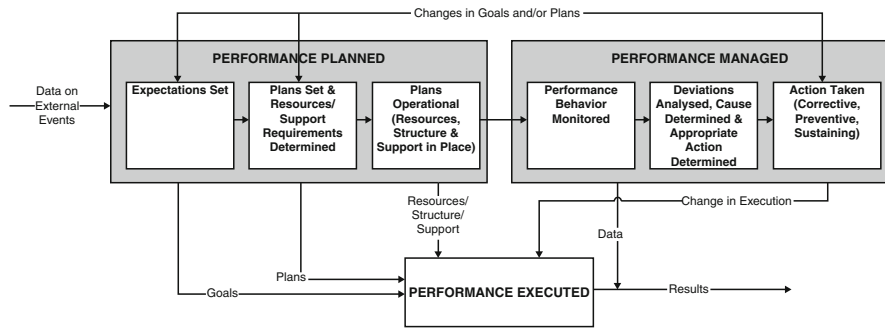 Changes in Goals and/or Plans
PERFORMANCE PLANNED
PERFORMANCE MANAGED
Data on
External
Events
Expectations Set
Plans Set &
Resources/
Support
Requirements
Determined
Plans
Operational
(Resources,
Structure &
Support in Place)
Performance
Behavior
Monitored
Deviations
Analysed, Cause
Determined &
Appropriate
Action
Determined
Action Taken
(Corrective,
Preventive,
Sustaining)
Resources/
Structure/
Support
Change in Execution
Data
Plans
Goals
PERFORMANCE EXECUTED
Results